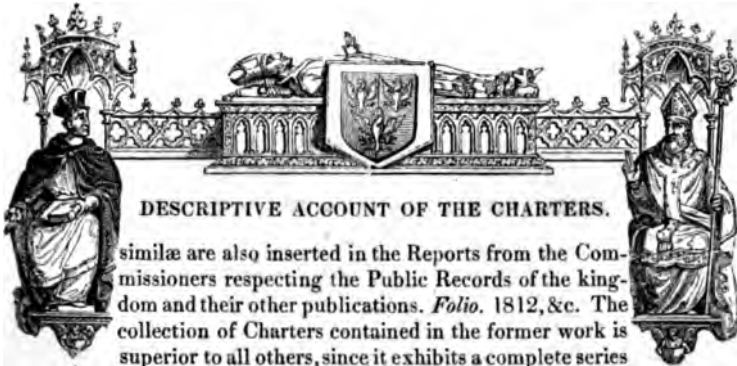 DESCRIPTIVE ACCOUNT OF THE CHARTERS.
similæ are also inserted in the Reports from the Com-
missioners respecting the Public Records of the king-
dom and their other publications. Folio. 1812,&c. The
collection of Charters contained in the former work is
superior to all others, since it exhibits a complete series